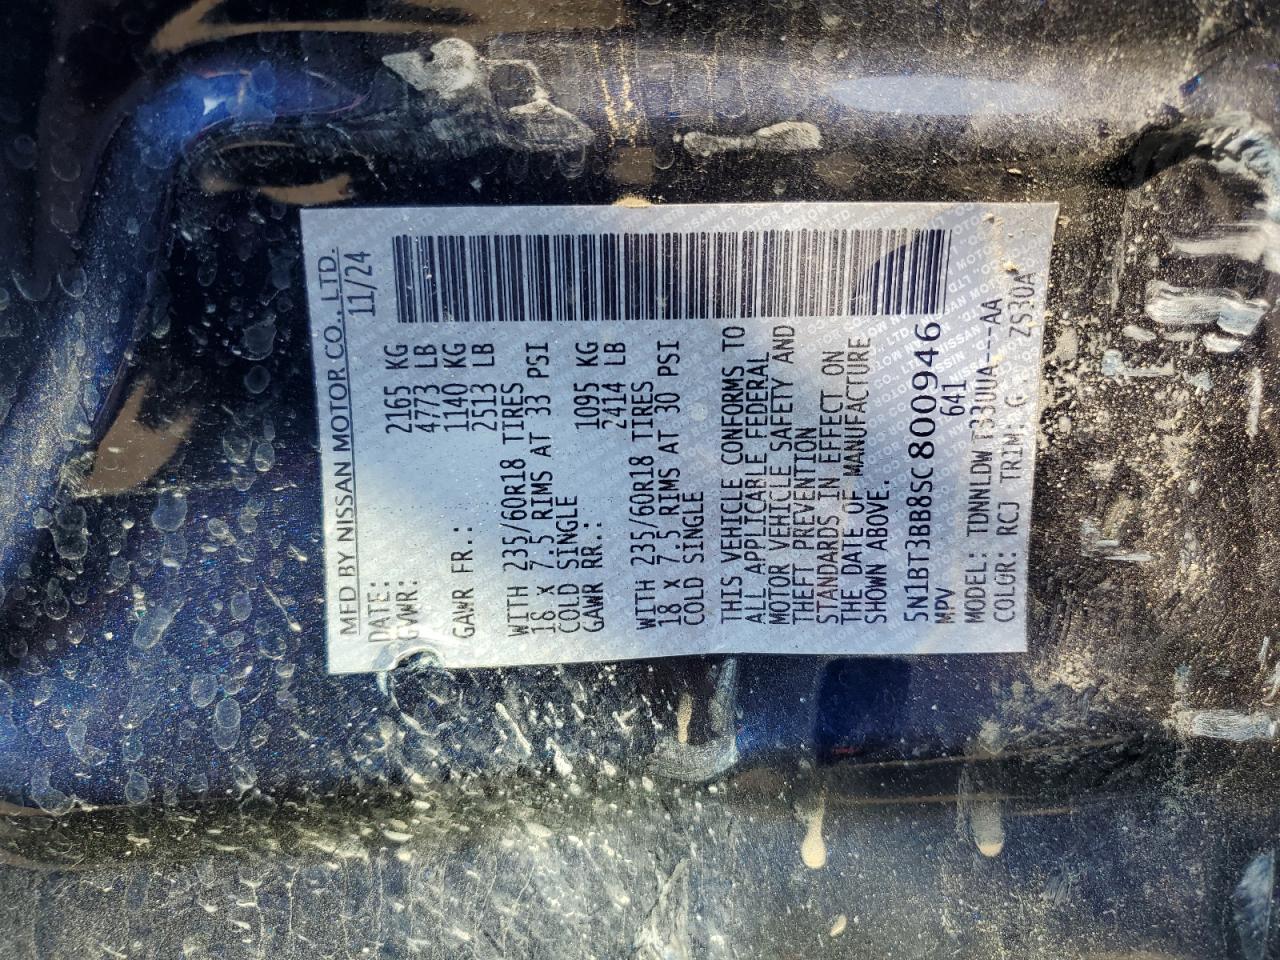 MFD BY NISSAN MOTOR CO., LTD.
DATE: 11/24
GVWR: 2165 KG
4773 LB
GAWR FR.: 1140 KG
2513 LB
WITH 235/60R18 TIRES
18 X 7.5 RIMS AT 33 PSI
COLD SINGLE
GAWR RR.: 1095 KG
2414 LB
WITH 235/60R18 TIRES
18 X 7.5 RIMS AT 30 PSI
COLD SINGLE
THIS VEHICLE CONFORMS TO
ALL APPLICABLE FEDERAL
MOTOR VEHICLE SAFETY AND
THEFT PREVENTION
STANDARDS IN EFFECT ON
THE DATE OF MANUFACTURE
SHOWN ABOVE.
5N1BT3BB8SC800946
MPV 641
MODEL: TDNNLDW T33UUA-S-AA
COLOR: RCJ TRIM: G ZS30A